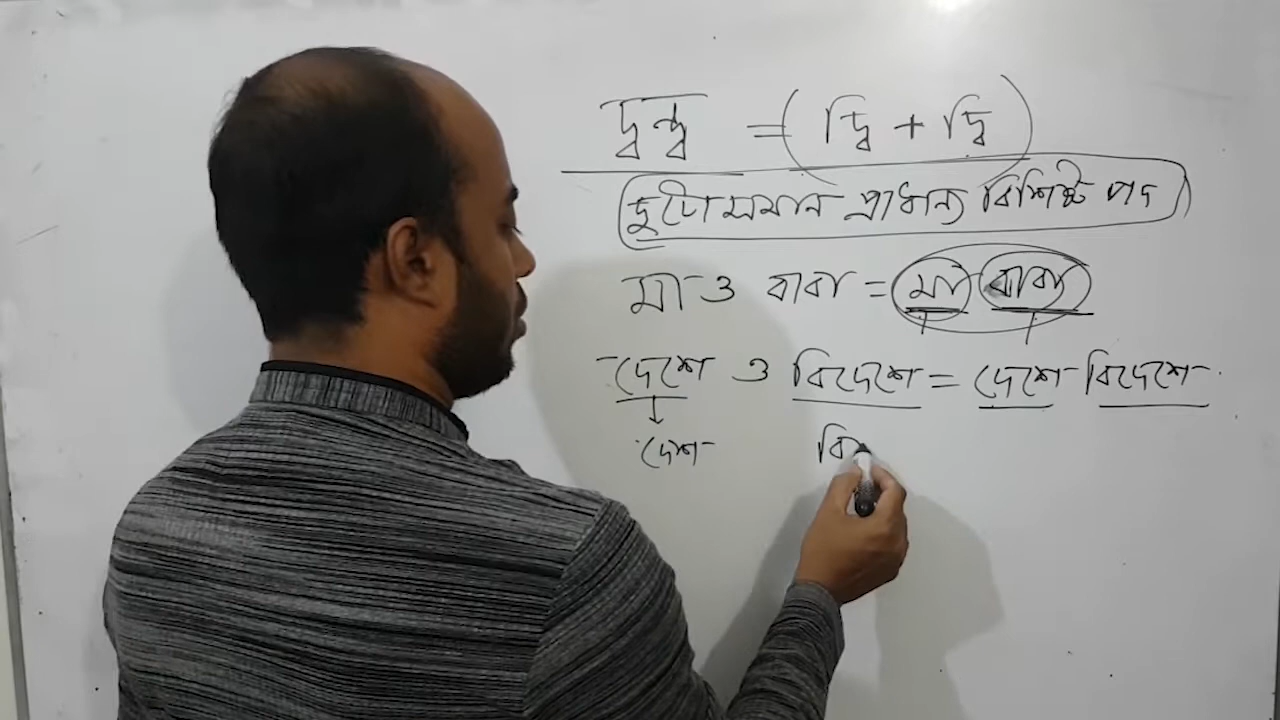 দ্বন্দ্ব = (দ্বি + দ্বি)
দুটো সমান প্রাধান্য বিশিষ্ট পদ
মা ও বাবা = মা বাবা
দেশে ও বিদেশে = দেশে বিদেশে
দেশ বি